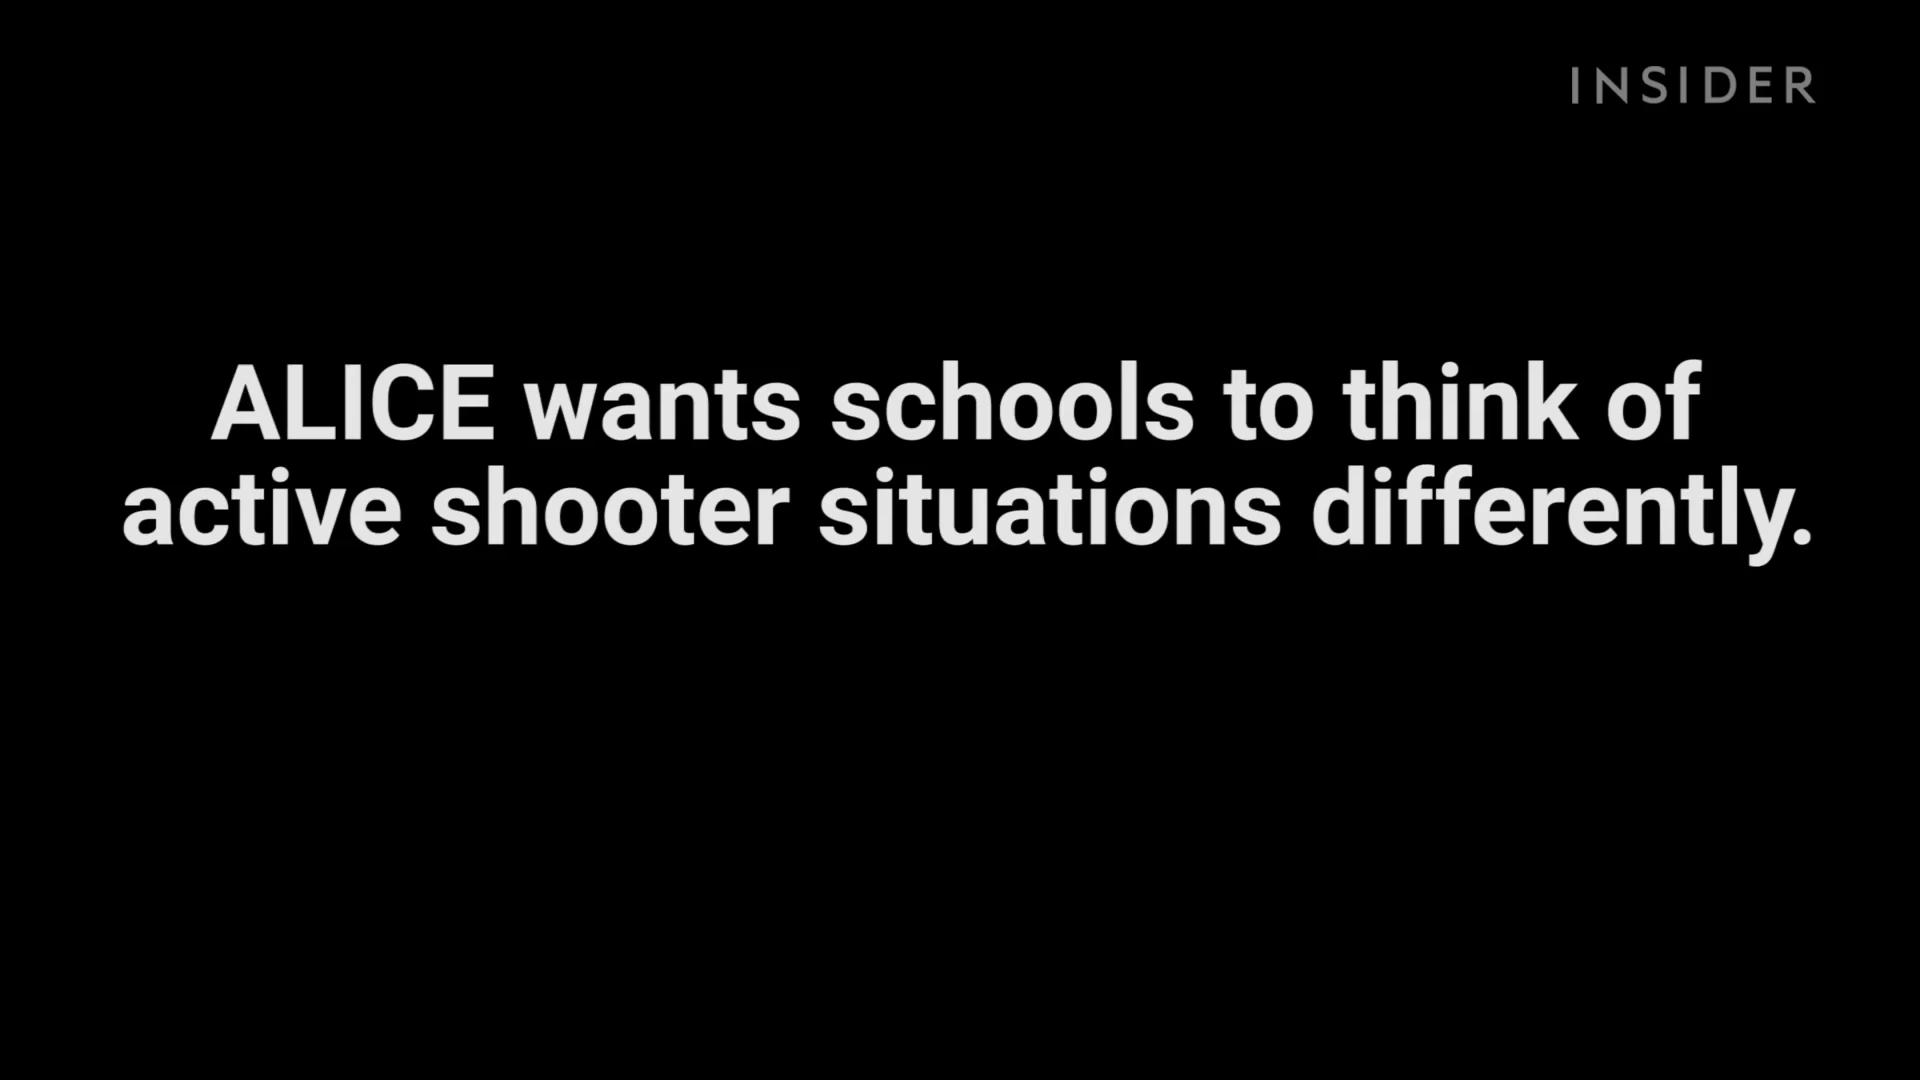 INSIDER
ALICE wants schools to think of
active shooter situations differently.